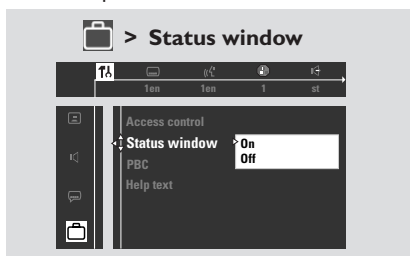 > Status window
1en 1en 1 st
Access control
Status window On
Off
PBC
Help text